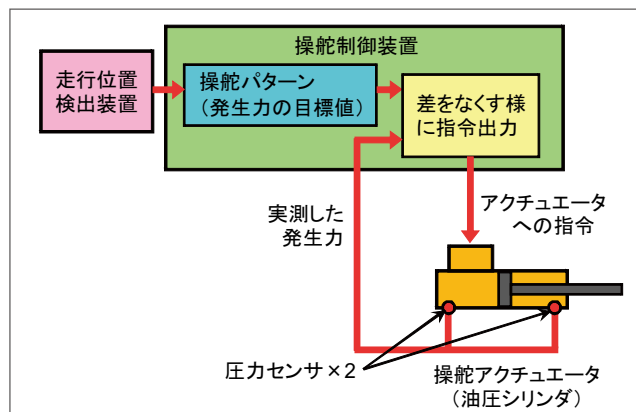 操舵制御装置
走行位置
検出装置
操舵パターン
（発生力の目標値）
差をなくす様
に指令出力
実測した
発生力
アクチュエータ
への指令
圧力センサ×2
操舵アクチュエータ
（油圧シリンダ）